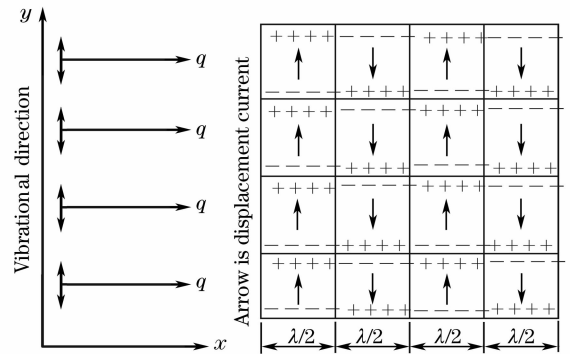 y
Vibrational direction
q
q
q
q
x
Arrow is displacement current
+ + + + — — — — + + + + — — — —
— — — — + + + + — — — — + + + +
+ + + + — — — — + + + + — — — —
— — — — + + + + — — — — + + + +
+ + + + — — — — + + + + — — — —
— — — — + + + + — — — — + + + +
+ + + + — — — — + + + + — — — —
— — — — + + + + — — — — + + + +
λ/2 λ/2 λ/2 λ/2